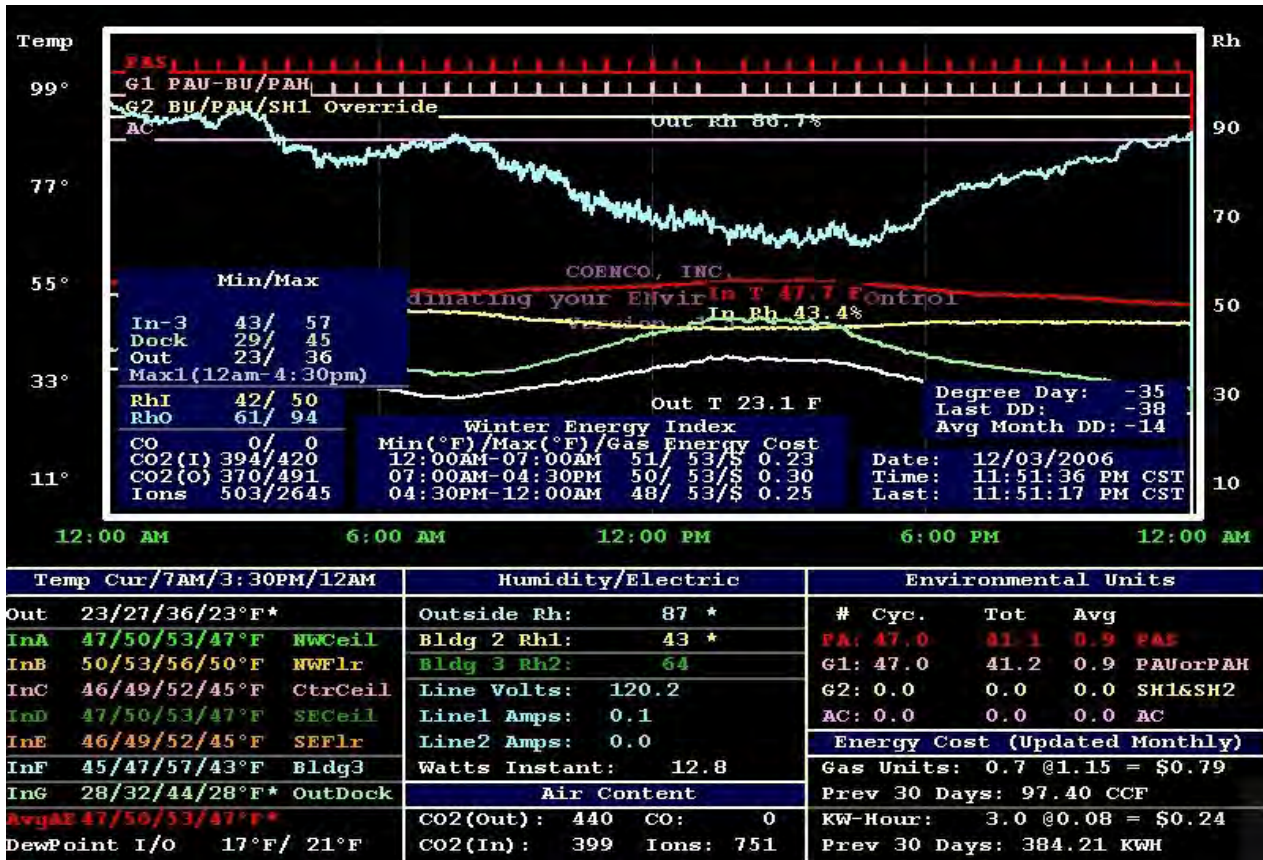 Temp
Rh
PAS
99°
G1 PAU-BU/PAH
G2 BU/PAH/SH1 Override
AC
Out Rh 86.7%
90
77°
70
COENCO, INC.
55°
Min/Max
dinating your ENvir In T 47.7 F ontrol
50
In Rh 43.4%
In-3 43/ 57
Dock 29/ 45
Out 23/ 36
Max1(12am-4:30pm)
33°
RhI 42/ 50
RhO 61/ 94
CO 0/ 0
CO2(I) 394/420
CO2(O) 370/491
Ions 503/2645
11°
Out T 23.1 F
Winter Energy Index
Min(°F)/Max(°F)/Gas Energy Cost
12:00AM-07:00AM 51/ 53/$ 0.23
07:00AM-04:30PM 50/ 53/$ 0.30
04:30PM-12:00AM 48/ 53/$ 0.25
Degree Day: -35
Last DD: -38
Avg Month DD: -14
30
Date: 12/03/2006
Time: 11:51:36 PM CST
Last: 11:51:17 PM CST
10
12:00 AM 6:00 AM 12:00 PM 6:00 PM 12:00 AM
Temp Cur/7AM/3:30PM/12AM
Out 23/27/36/23°F*
InA 47/50/53/47°F NWCeil
InB 50/53/56/50°F NWFlr
InC 46/49/52/45°F CtrCeil
InD 47/50/53/47°F SECeil
InE 46/49/52/45°F SEFlr
InF 45/47/57/43°F Bldg3
InG 28/32/44/28°F* OutDock
AvgAE 47/50/53/47°F*
DewPoint I/O 17°F/ 21°F
Humidity/Electric
Outside Rh: 87 *
Bldg 2 Rh1: 43 *
Bldg 3 Rh2: 64
Line Volts: 120.2
Line1 Amps: 0.1
Line2 Amps: 0.0
Watts Instant: 12.8
Air Content
CO2(Out): 440 CO: 0
CO2(In): 399 Ions: 751
Environmental Units
# Cyc. Tot Avg
PA: 47.0 41.1 0.9 PAS
G1: 47.0 41.2 0.9 PAUorPAH
G2: 0.0 0.0 0.0 SH1&SH2
AC: 0.0 0.0 0.0 AC
Energy Cost (Updated Monthly)
Gas Units: 0.7 @1.15 = $0.79
Prev 30 Days: 97.40 CCF
KW-Hour: 3.0 @0.08 = $0.24
Prev 30 Days: 384.21 KWH